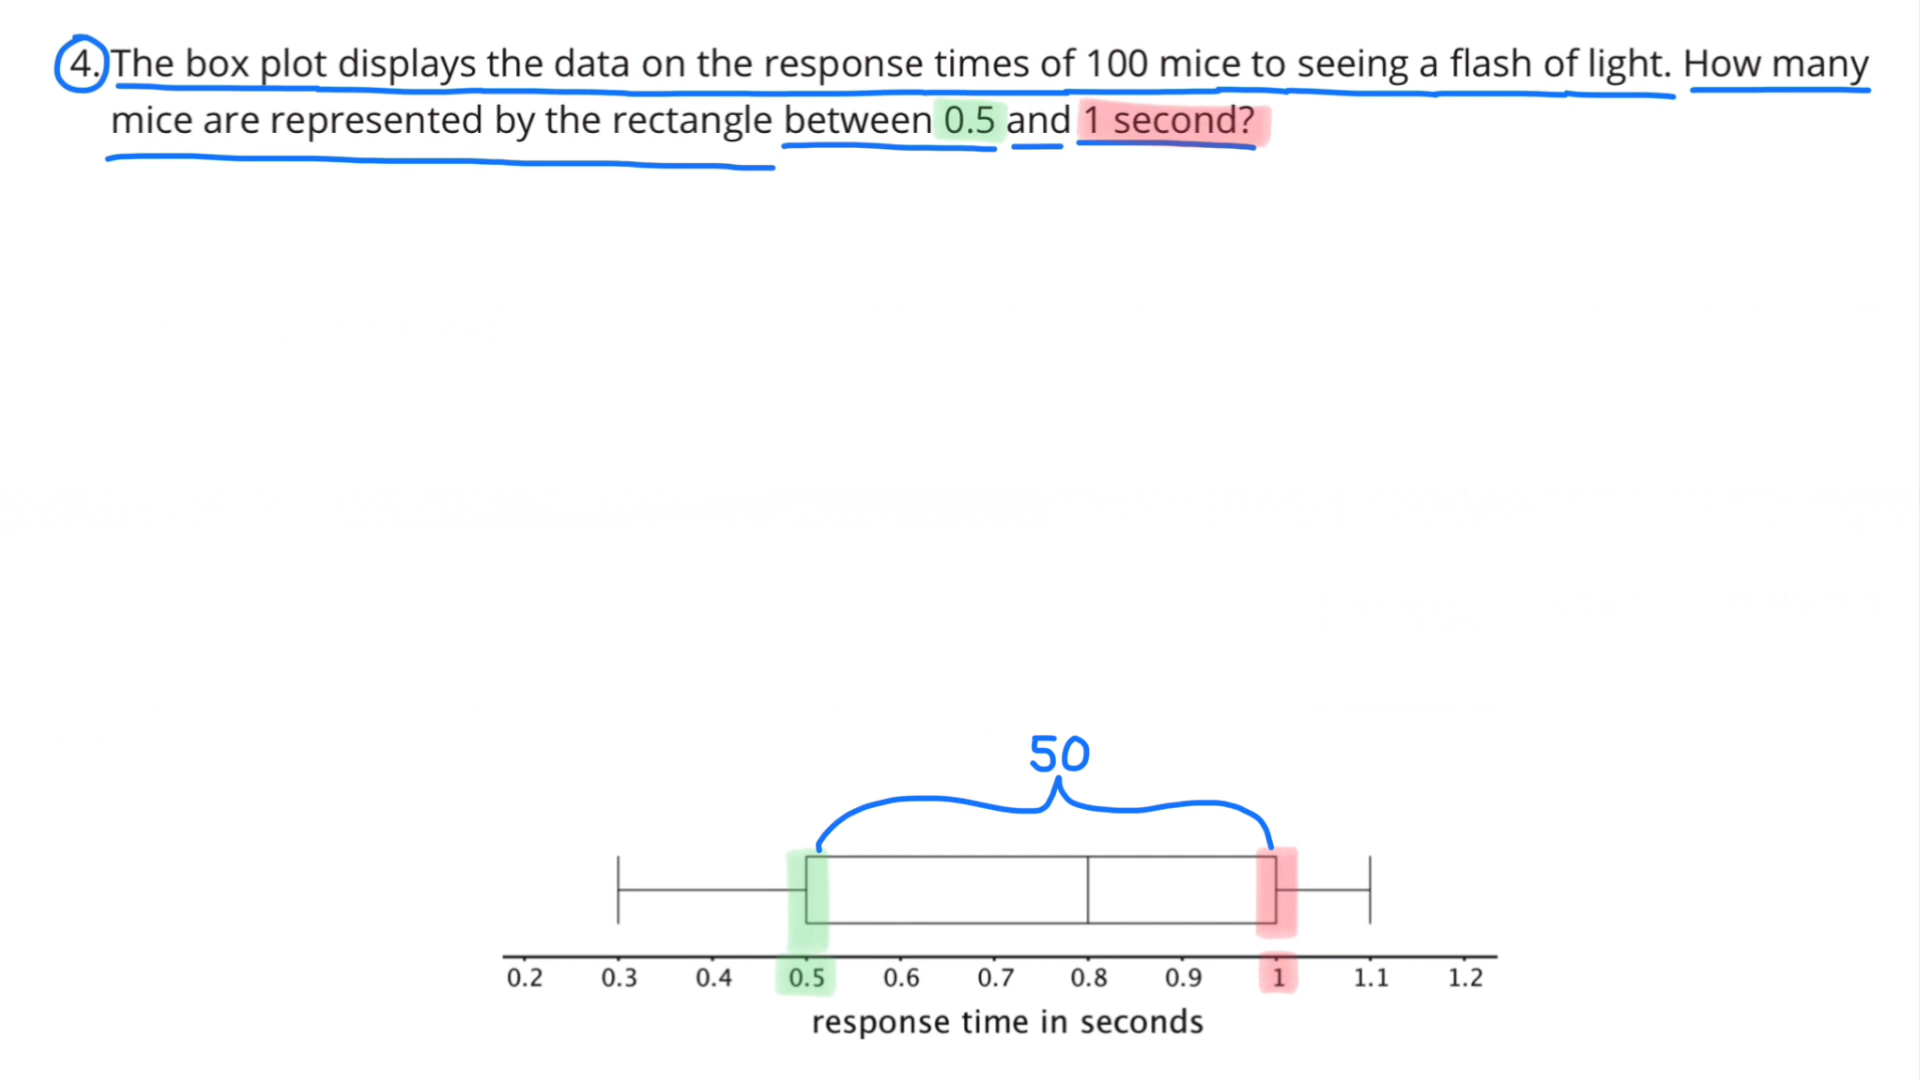 4. The box plot displays the data on the response times of 100 mice to seeing a flash of light. How many
mice are represented by the rectangle between 0.5 and 1 second?
50
0.2 0.3 0.4 0.5 0.6 0.7 0.8 0.9 1 1.1 1.2
response time in seconds